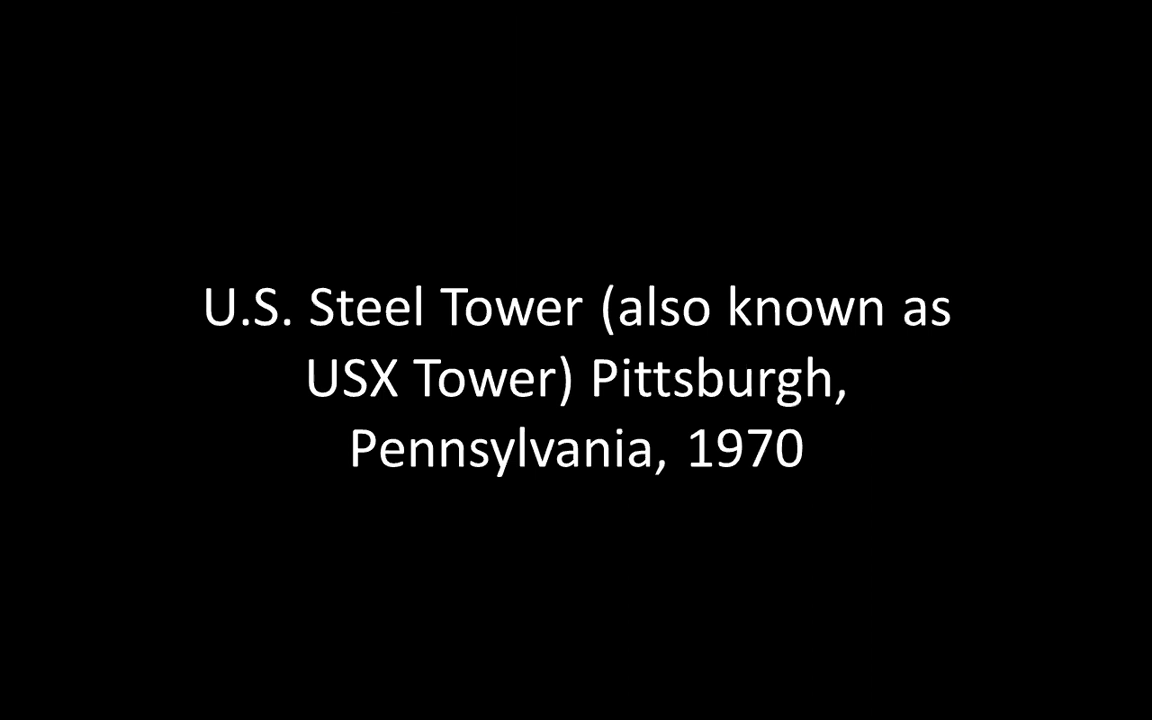 U.S. Steel Tower (also known as
USX Tower) Pittsburgh,
Pennsylvania, 1970